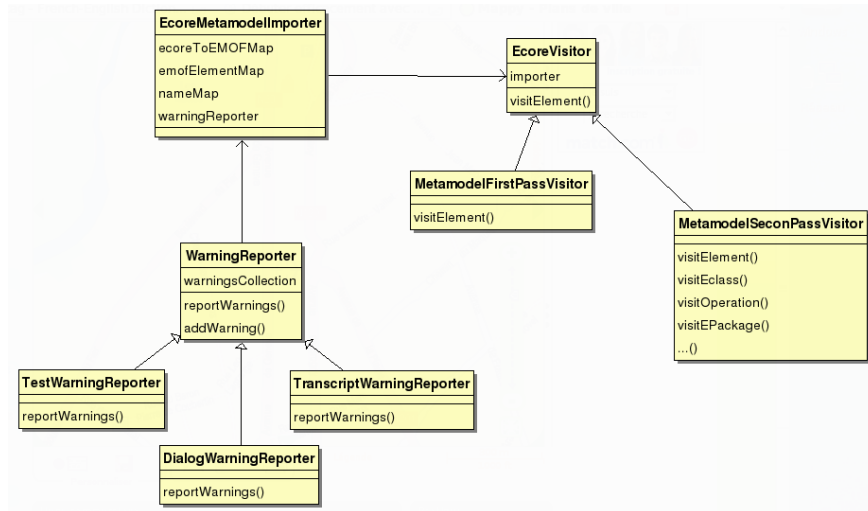 EcoreMetamodelImporter
ecoreToEMOFMap
emofElementMap
nameMap
warningReporter
EcoreVisitor
importer
visitElement()
MetamodelFirstPassVisitor
visitElement()
MetamodelSeconPassVisitor
visitElement()
visitEclass()
visitOperation()
visitEPackage()
...()
WarningReporter
warningsCollection
reportWarnings()
addWarning()
TestWarningReporter
reportWarnings()
TranscriptWarningReporter
reportWarnings()
DialogWarningReporter
reportWarnings()